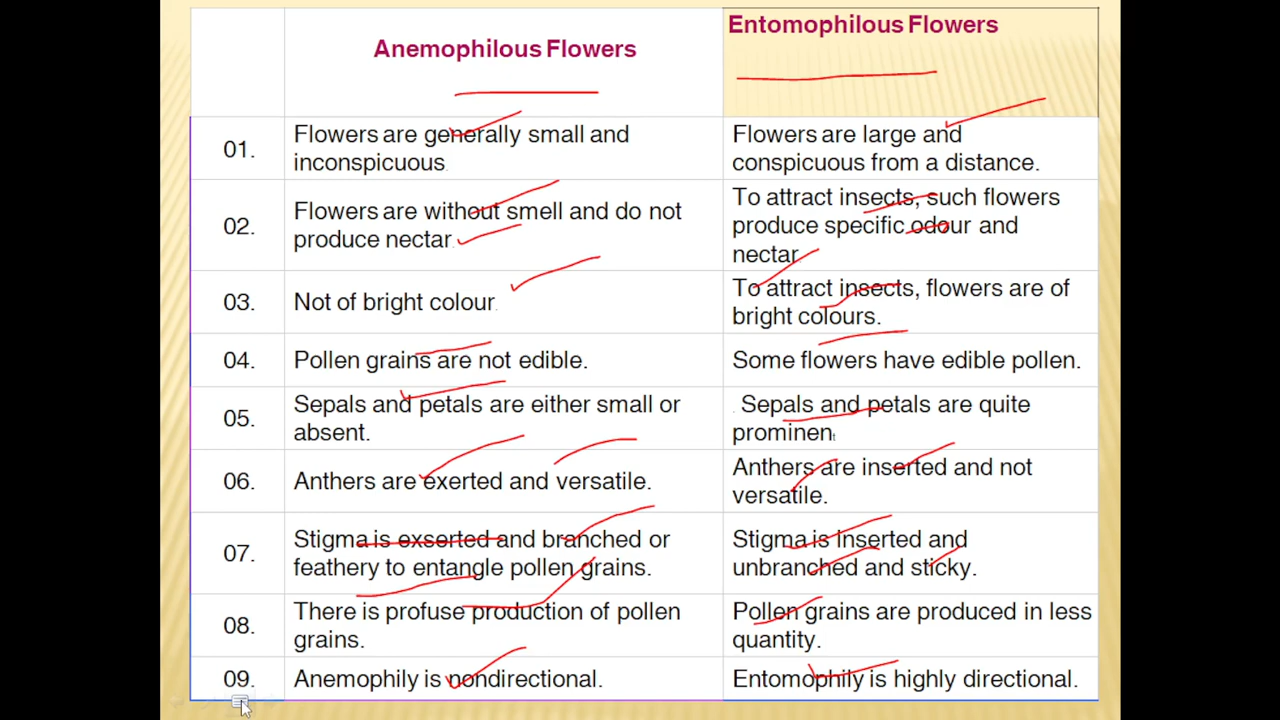 Anemophilous Flowers
Entomophilous Flowers
01.
Flowers are generally small and
inconspicuous
Flowers are large and
conspicuous from a distance.
02.
Flowers are without smell and do not
produce nectar.
To attract insects, such flowers
produce specific odour and
nectar.
03.
Not of bright colour.
To attract insects, flowers are of
bright colours.
04.
Pollen grains are not edible.
Some flowers have edible pollen.
05.
Sepals and petals are either small or
absent.
. Sepals and petals are quite
prominent
06.
Anthers are exerted and versatile.
Anthers are inserted and not
versatile.
07.
Stigma is exserted and branched or
feathery to entangle pollen grains.
Stigma is inserted and
unbranched and sticky.
08.
There is profuse production of pollen
grains.
Pollen grains are produced in less
quantity.
09.
Anemophily is nondirectional.
Entomophily is highly directional.